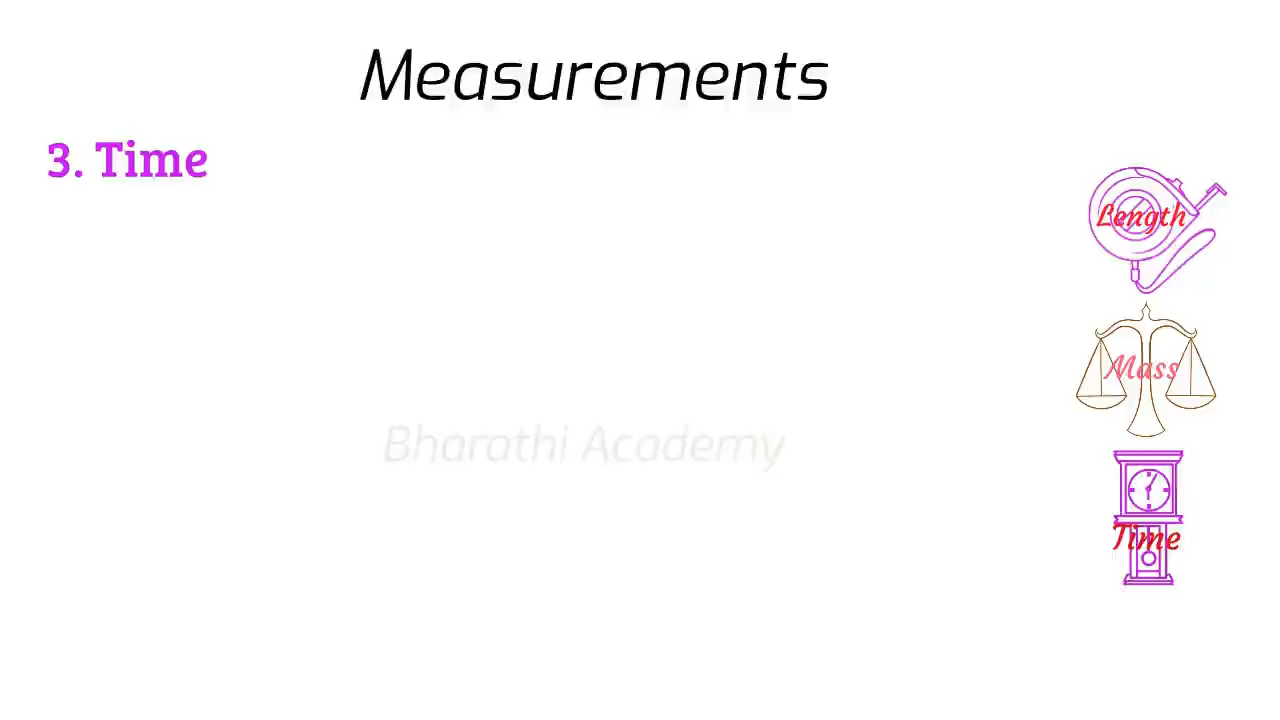 Measurements
3. Time
Length
Mass
Bharathi Academy
Time